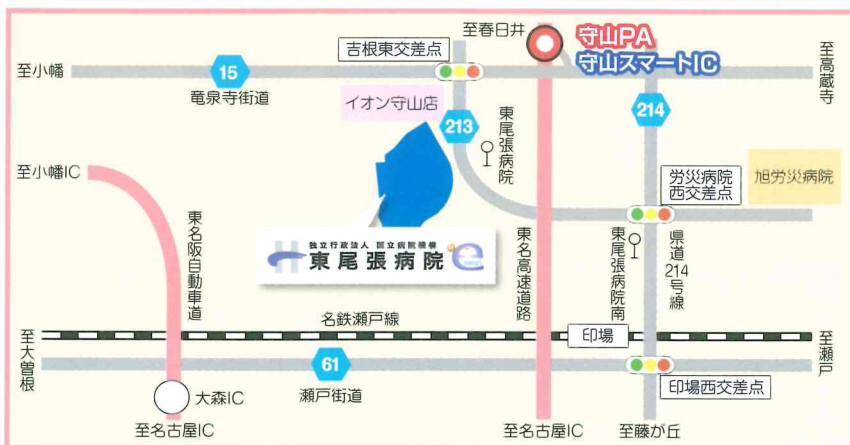 至春日井
守山PA
守山スマートIC
吉根東交差点
至小幡
15
竜泉寺街道
至高蔵寺
イオン守山店
213
東尾張病院
214
至小幡IC
労災病院
西交差点
旭労災病院
独立行政法人 国立病院機構
東尾張病院
東名阪自動車道
東名高速道路
東尾張病院南
県道214号線
名鉄瀬戸線
印場
至大曽根
至瀬戸
61
瀬戸街道
大森IC
印場西交差点
至名古屋IC
至名古屋IC
至藤が丘